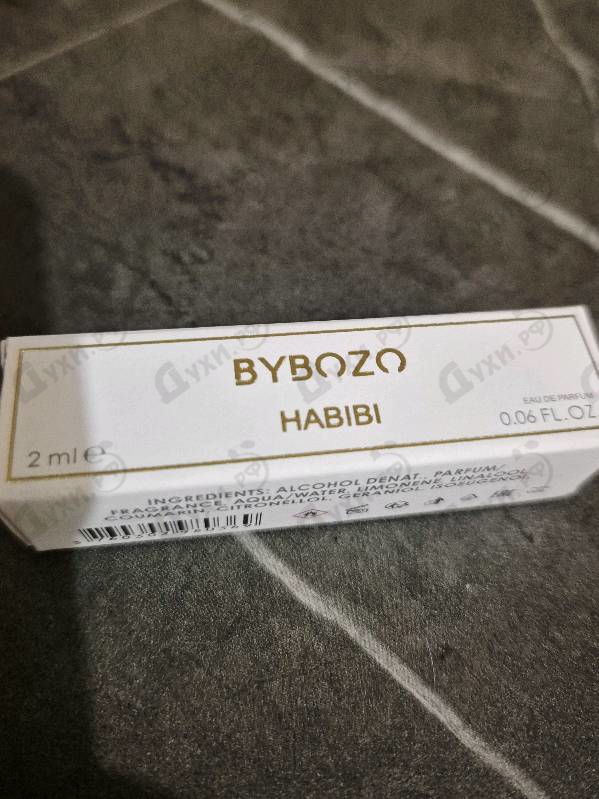 BYBOZO
HABIBI
EAU DE PARFUM
2 ml e
0.06 FL.OZ
INGREDIENTS: ALCOHOL DENAT., PARFUM/
FRAGRANCE, AQUA/WATER, LIMONENE, LINALOOL,
COUMARIN, CITRONELLOL, GERANIOL, ISOEUGENOL,
Духи.рф